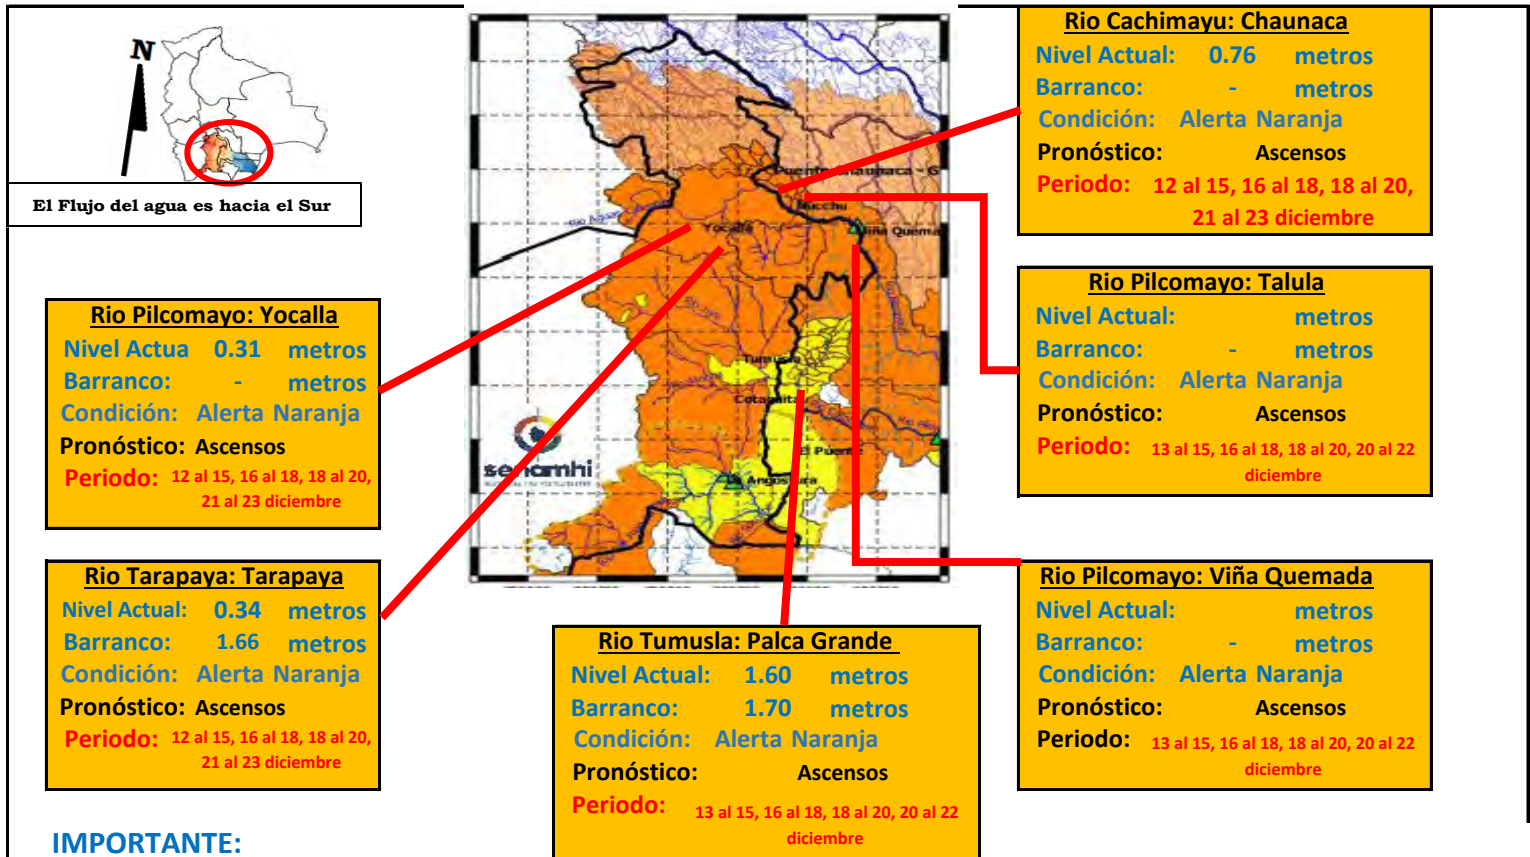 N
El Flujo del agua es hacia el Sur
Rio Pilcomayo: Yocalla
Nivel Actua 0.31 metros
Barranco: - metros
Condición: Alerta Naranja
Pronóstico: Ascensos
Periodo: 12 al 15, 16 al 18, 18 al 20,
21 al 23 diciembre
Rio Tarapaya: Tarapaya
Nivel Actual: 0.34 metros
Barranco: 1.66 metros
Condición: Alerta Naranja
Pronóstico: Ascensos
Periodo: 12 al 15, 16 al 18, 18 al 20,
21 al 23 diciembre
IMPORTANTE:
Yocalla
Viña Quema
Tumusla
Cotagaita
El Puente
Angostura
senamhi
Rio Tumusla: Palca Grande
Nivel Actual: 1.60 metros
Barranco: 1.70 metros
Condición: Alerta Naranja
Pronóstico: Ascensos
Periodo: 13 al 15, 16 al 18, 18 al 20, 20 al 22
diciembre
Rio Cachimayu: Chaunaca
Nivel Actual: 0.76 metros
Barranco: - metros
Condición: Alerta Naranja
Pronóstico: Ascensos
Periodo: 12 al 15, 16 al 18, 18 al 20,
21 al 23 diciembre
Rio Pilcomayo: Talula
Nivel Actual: metros
Barranco: - metros
Condición: Alerta Naranja
Pronóstico: Ascensos
Periodo: 13 al 15, 16 al 18, 18 al 20, 20 al 22
diciembre
Rio Pilcomayo: Viña Quemada
Nivel Actual: metros
Barranco: - metros
Condición: Alerta Naranja
Pronóstico: Ascensos
Periodo: 13 al 15, 16 al 18, 18 al 20, 20 al 22
diciembre